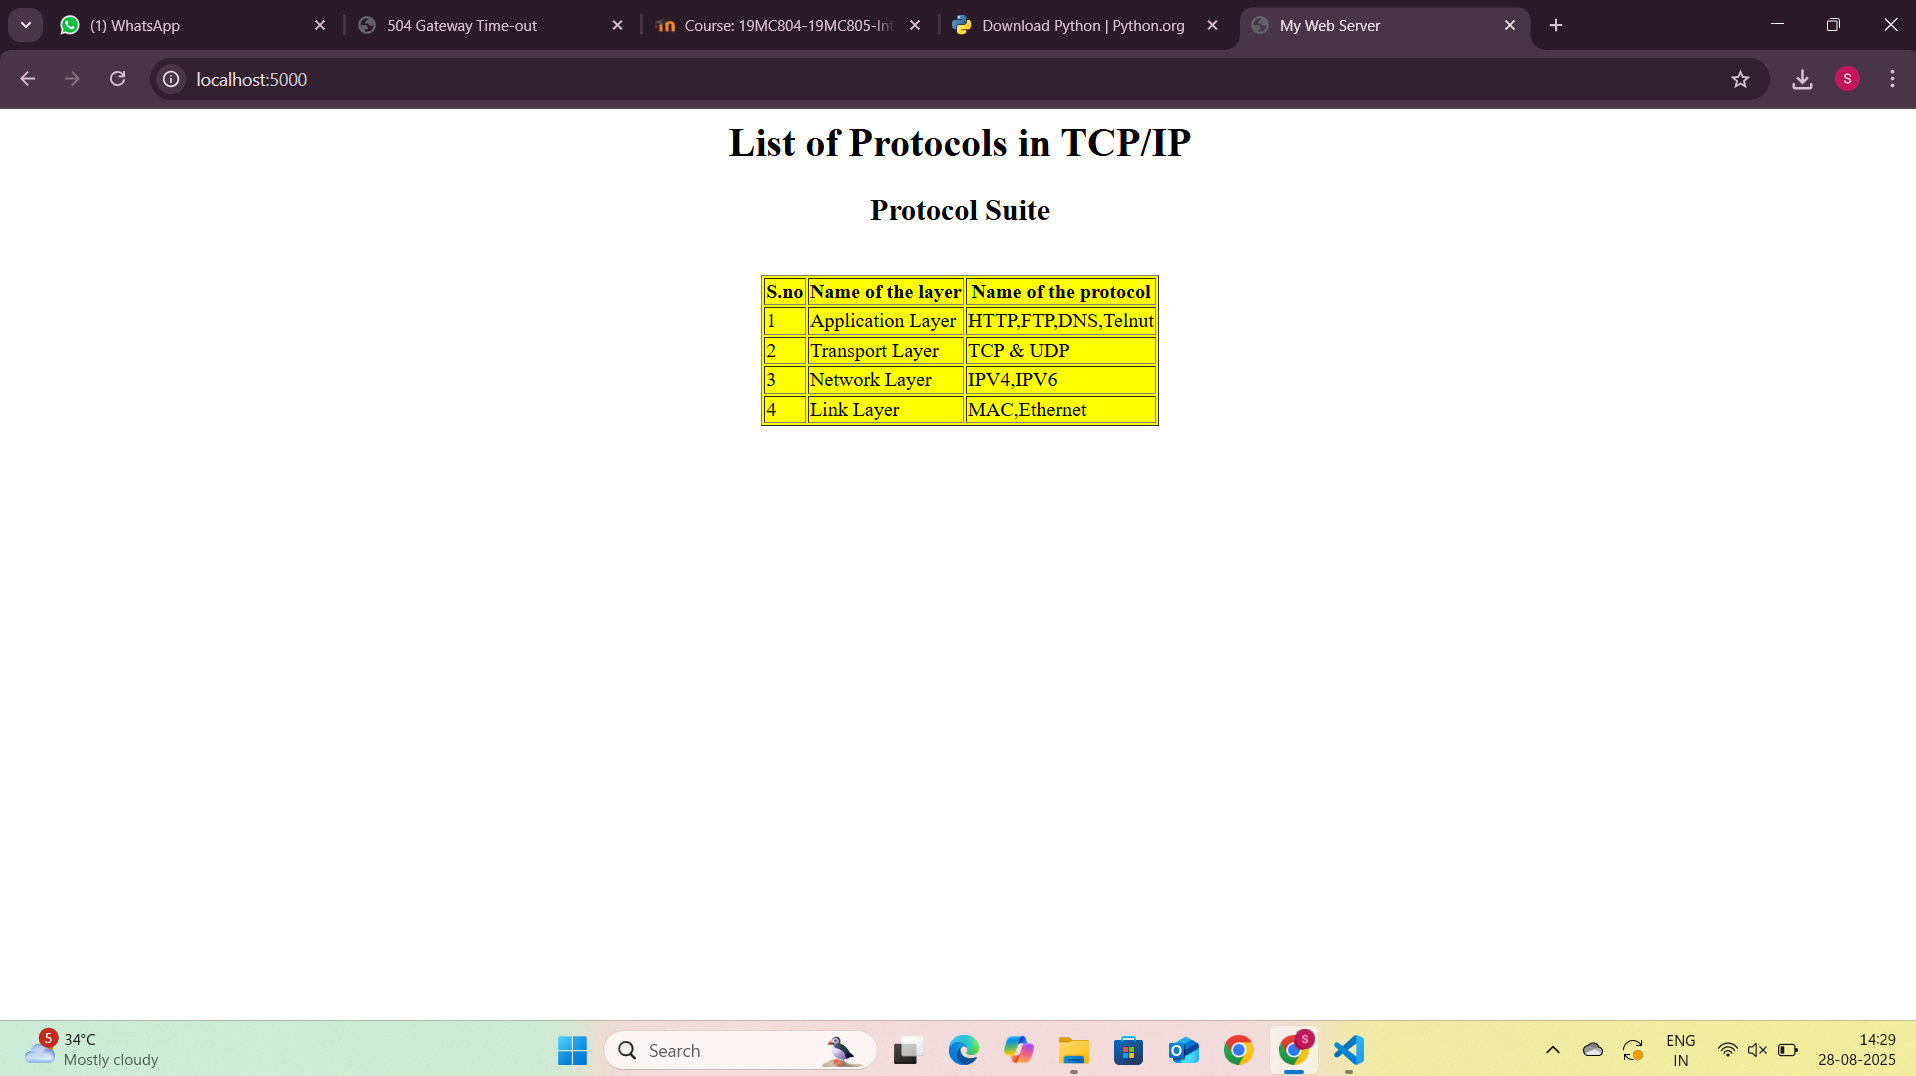 (1) WhatsApp
504 Gateway Time-out
Course: 19MC804-19MC805-Int
Download Python | Python.org
My Web Server
localhost:5000
S
List of Protocols in TCP/IP
Protocol Suite
S.no Name of the layer Name of the protocol
1 Application Layer HTTP,FTP,DNS,Telnut
2 Transport Layer TCP & UDP
3 Network Layer IPV4,IPV6
4 Link Layer MAC,Ethernet
5
34°C
Mostly cloudy
Search
S
ENG
IN
14:29
28-08-2025